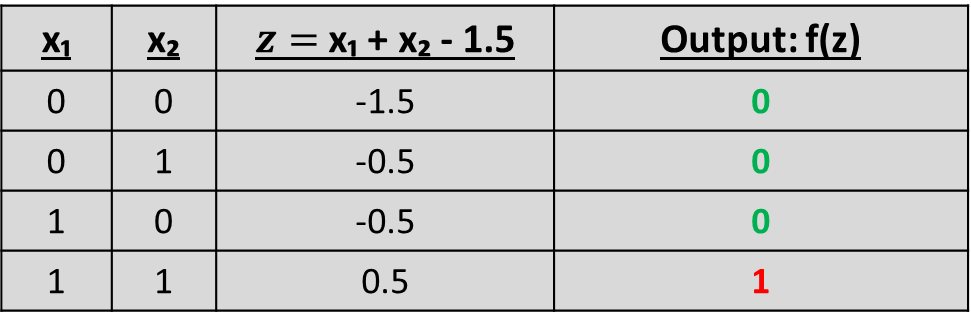 x₁ x₂ z = x₁ + x₂ - 1.5 Output: f(z)
0 0 -1.5 0
0 1 -0.5 0
1 0 -0.5 0
1 1 0.5 1